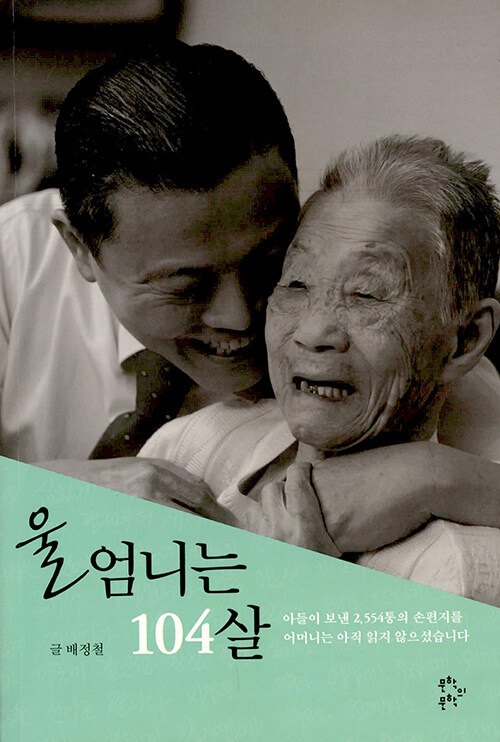 울 엄니는
104살
아들이 보낸 2,554통의 손편지를
어머니는 아직 읽지 않으셨습니다
글 배정철
문학의
문학